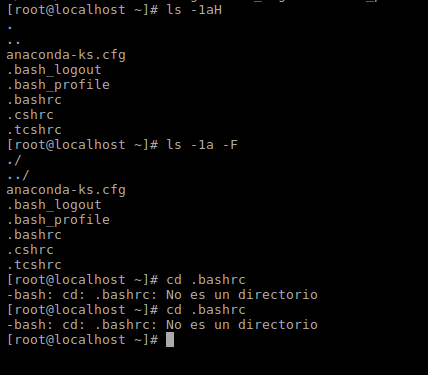 [root@localhost ~]# ls -1aH
.
..
anaconda-ks.cfg
.bash_logout
.bash_profile
.bashrc
.cshrc
.tcshrc
[root@localhost ~]# ls -1a -F
./
../
anaconda-ks.cfg
.bash_logout
.bash_profile
.bashrc
.cshrc
.tcshrc
[root@localhost ~]# cd .bashrc
-bash: cd: .bashrc: No es un directorio
[root@localhost ~]# cd .bashrc
-bash: cd: .bashrc: No es un directorio
[root@localhost ~]#